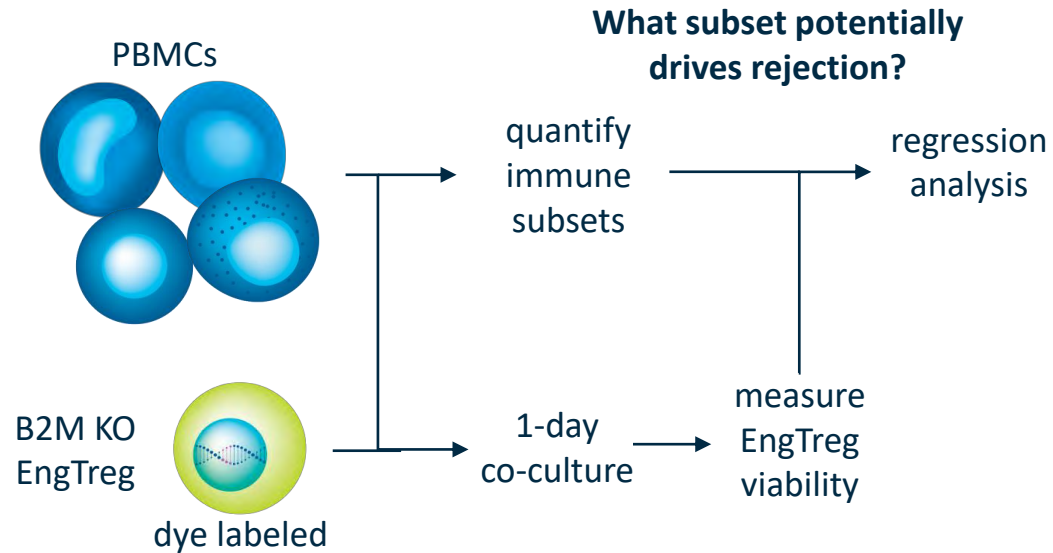 PBMCs
What subset potentially
drives rejection?
quantify
immune
subsets
regression
analysis
B2M KO
EngTreg
dye labeled
1-day
co-culture
measure
EngTreg
viability